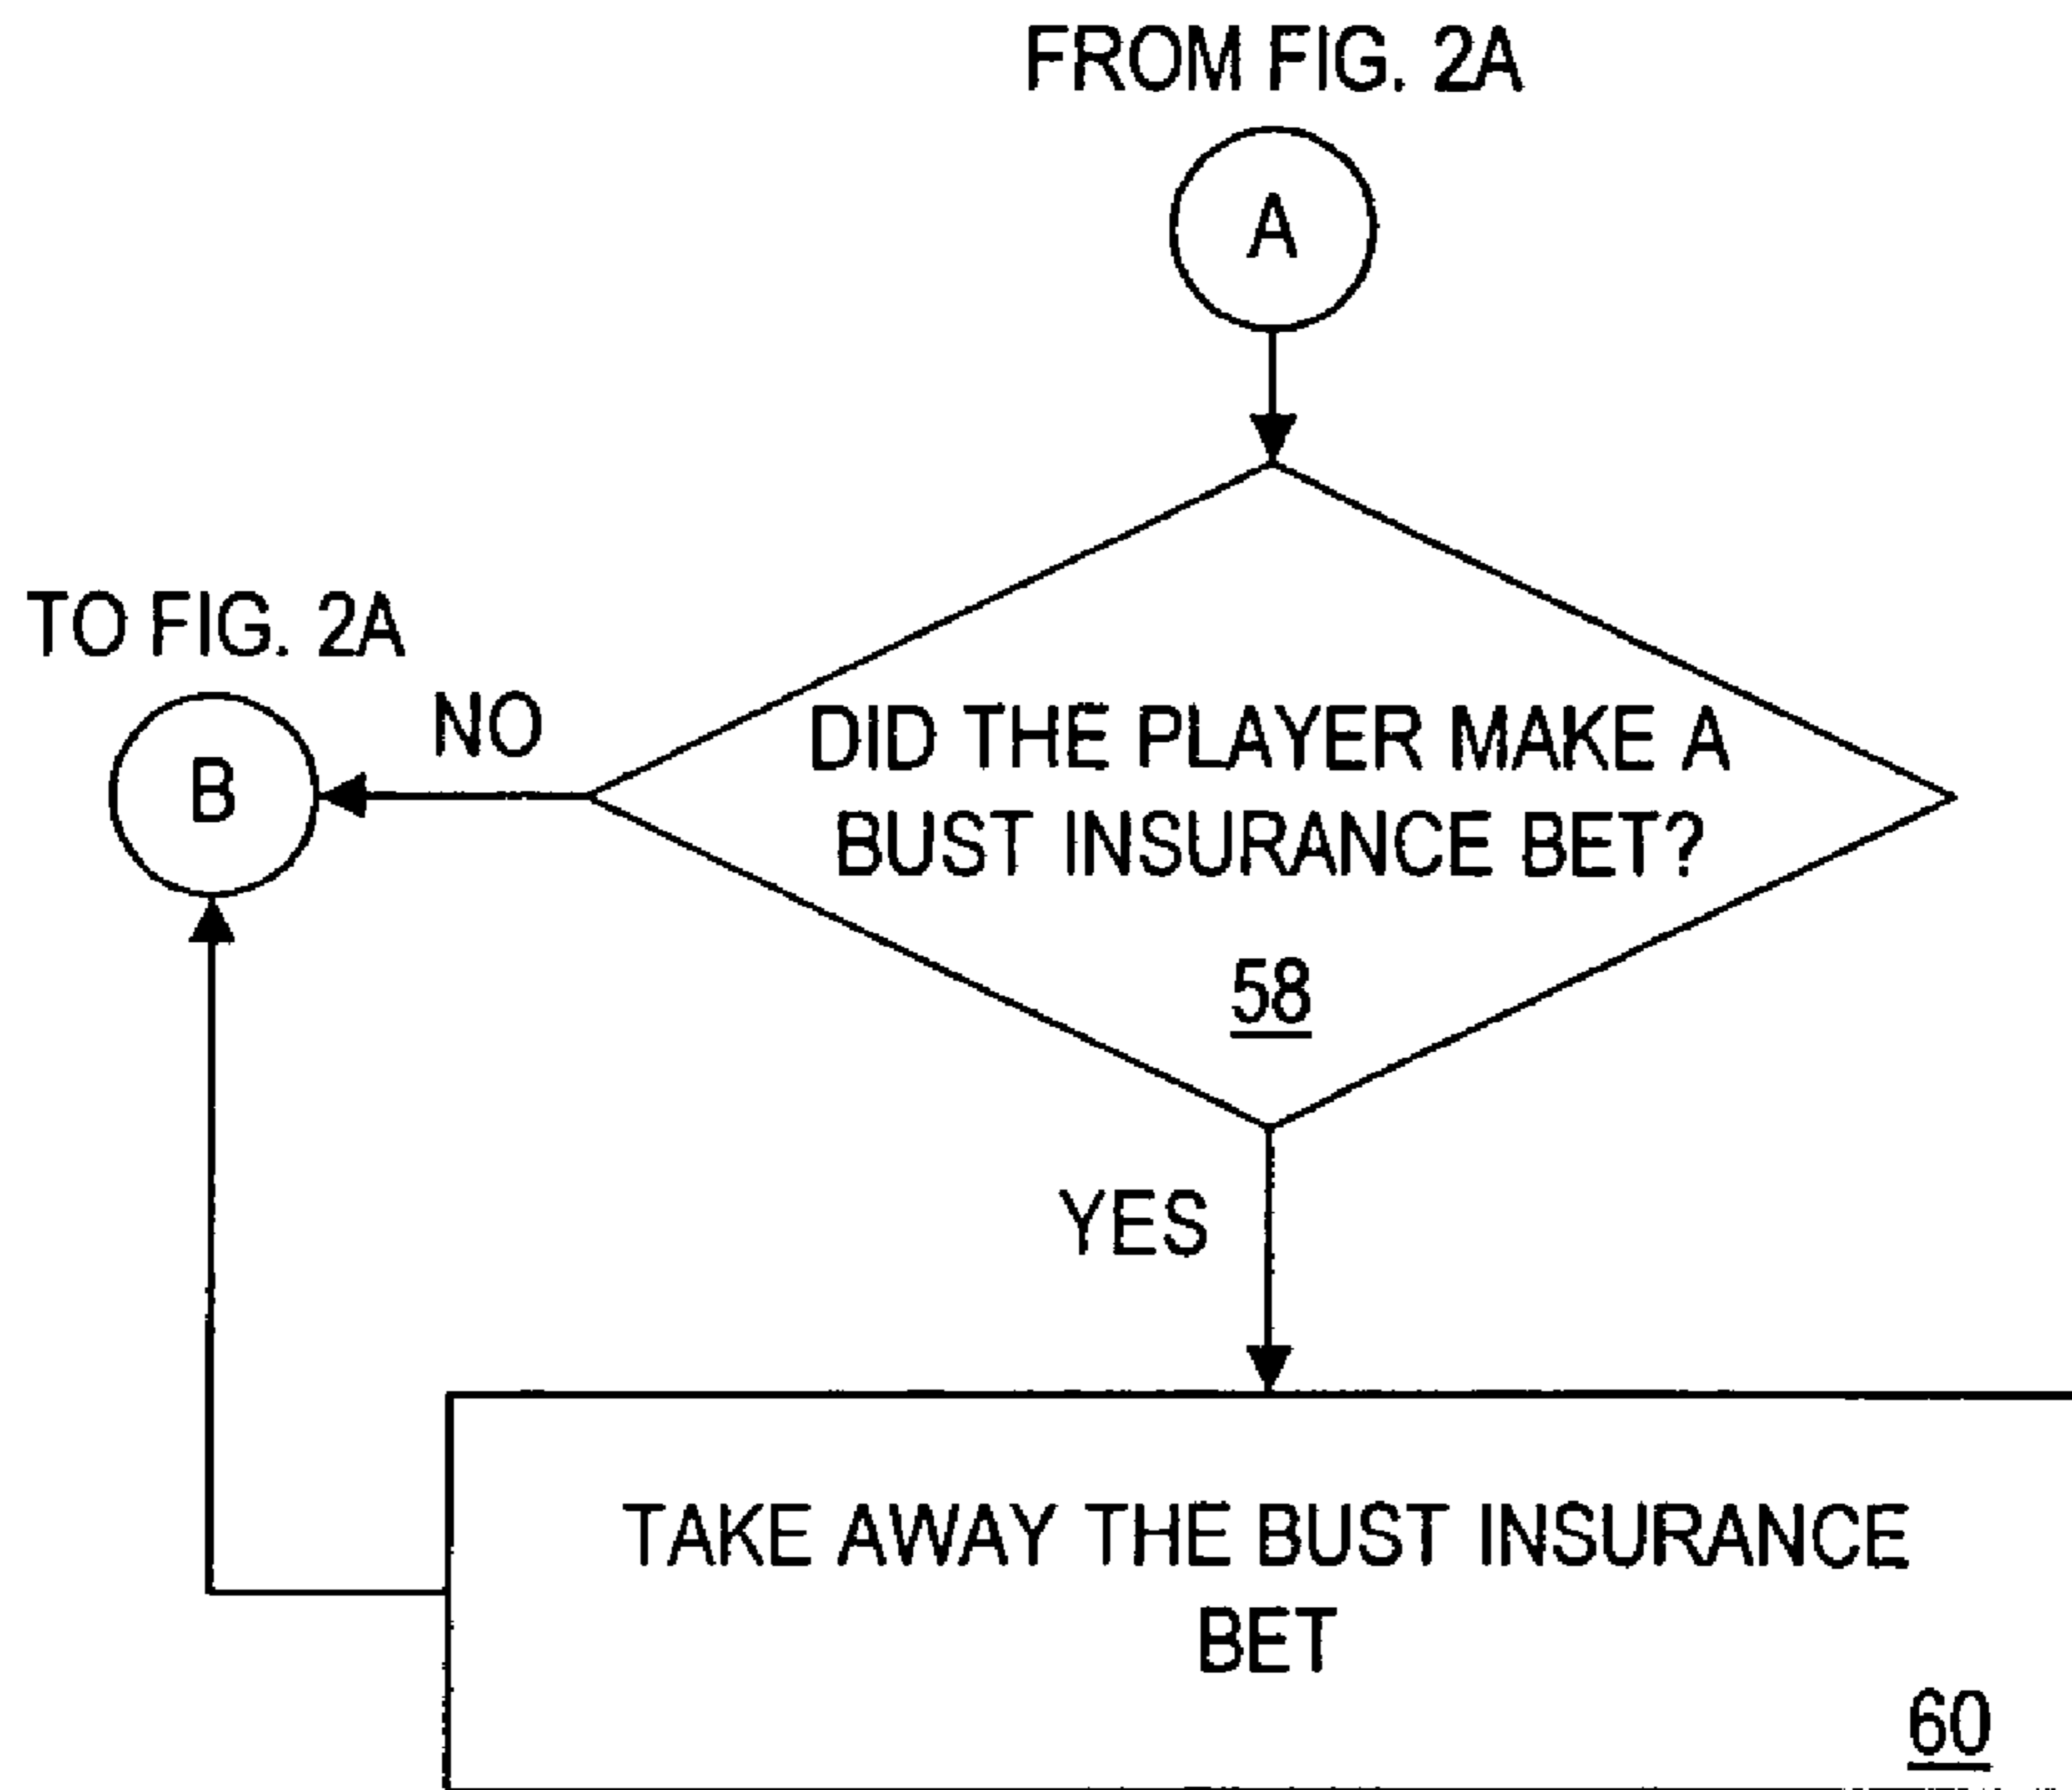 FROM FIG. 2A
A
TO FIG. 2A
NO
B
DID THE PLAYER MAKE A
BUST INSURANCE BET?
58
YES
TAKE AWAY THE BUST INSURANCE
BET
60